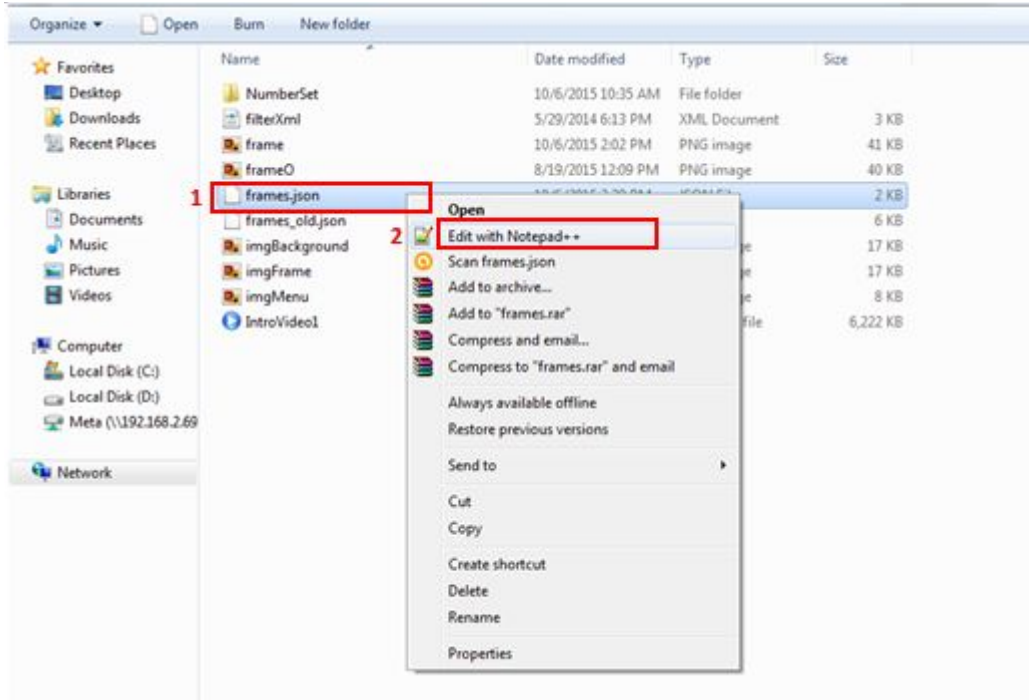 Organize Open Burn New folder
Name Date modified Type Size
Favorites
Desktop
Downloads
Recent Places
Libraries
Documents
Music
Pictures
Videos
Computer
Local Disk (C:)
Local Disk (D:)
Meta (\\192.168.2.69
Network
NumberSet 10/6/2015 10:35 AM File folder
filterXml 5/29/2014 6:13 PM XML Document 3 KB
frame 10/6/2015 2:02 PM PNG image 41 KB
frameO 8/19/2015 12:09 PM PNG image 40 KB
1 frames.json 2 KB
frames_old.json 6 KB
imgBackground 17 KB
imgFrame 17 KB
imgMenu 8 KB
IntroVideo1 file 6,222 KB
Open
2 Edit with Notepad++
Scan frames.json
Add to archive...
Add to "frames.rar"
Compress and email...
Compress to "frames.rar" and email
Always available offline
Restore previous versions
Send to
Cut
Copy
Create shortcut
Delete
Rename
Properties